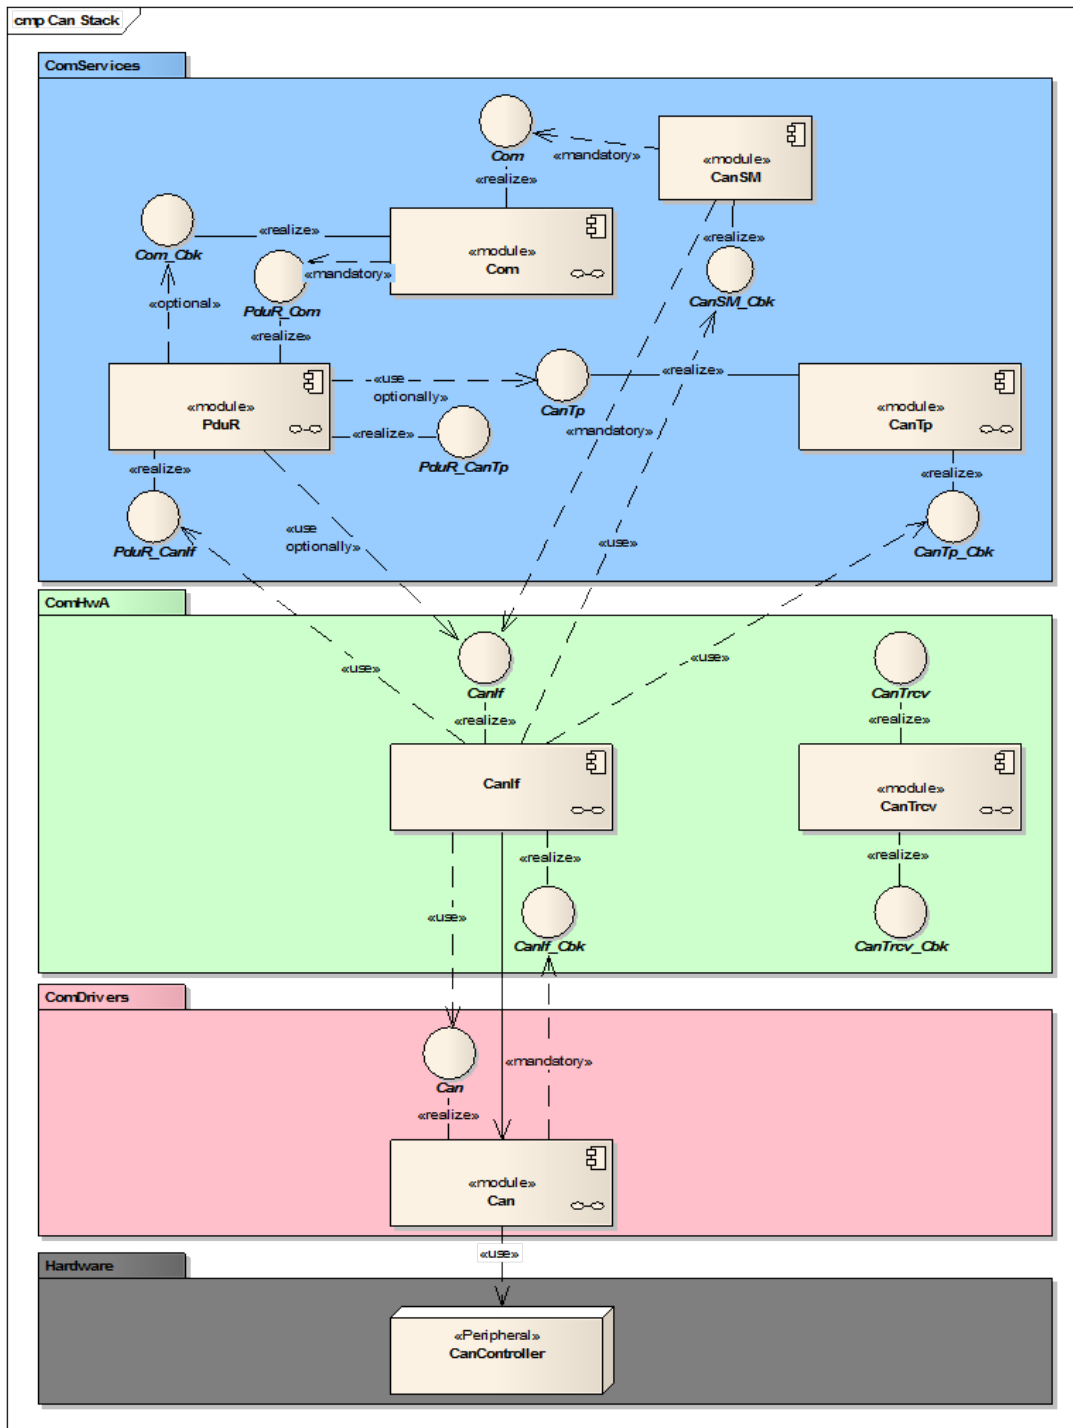 cmp Can Stack
ComServices
Com
«mandatory»
«module»
CanSM
«realize»
«realize»
Com_Cbk
«module»
Com
«realize»
«mandatory»
CanSM_Cbk
«optional»
PduR_Com
«realize»
«module»
PduR
«use
optionally»
CanTp
«realize»
«module»
CanTp
«realize»
PduR_CanTp
«mandatory»
«realize»
«realize»
PduR_CanIf
«use
optionally»
«use»
CanTp_Cbk
ComHwA
«use»
CanIf
«use»
CanTrcv
«realize»
«realize»
CanIf
«module»
CanTrcv
«realize»
«realize»
«use»
CanIf_Cbk
CanTrcv_Cbk
ComDrivers
Can
«mandatory»
«realize»
«module»
Can
«use»
Hardware
«Peripheral»
CanController